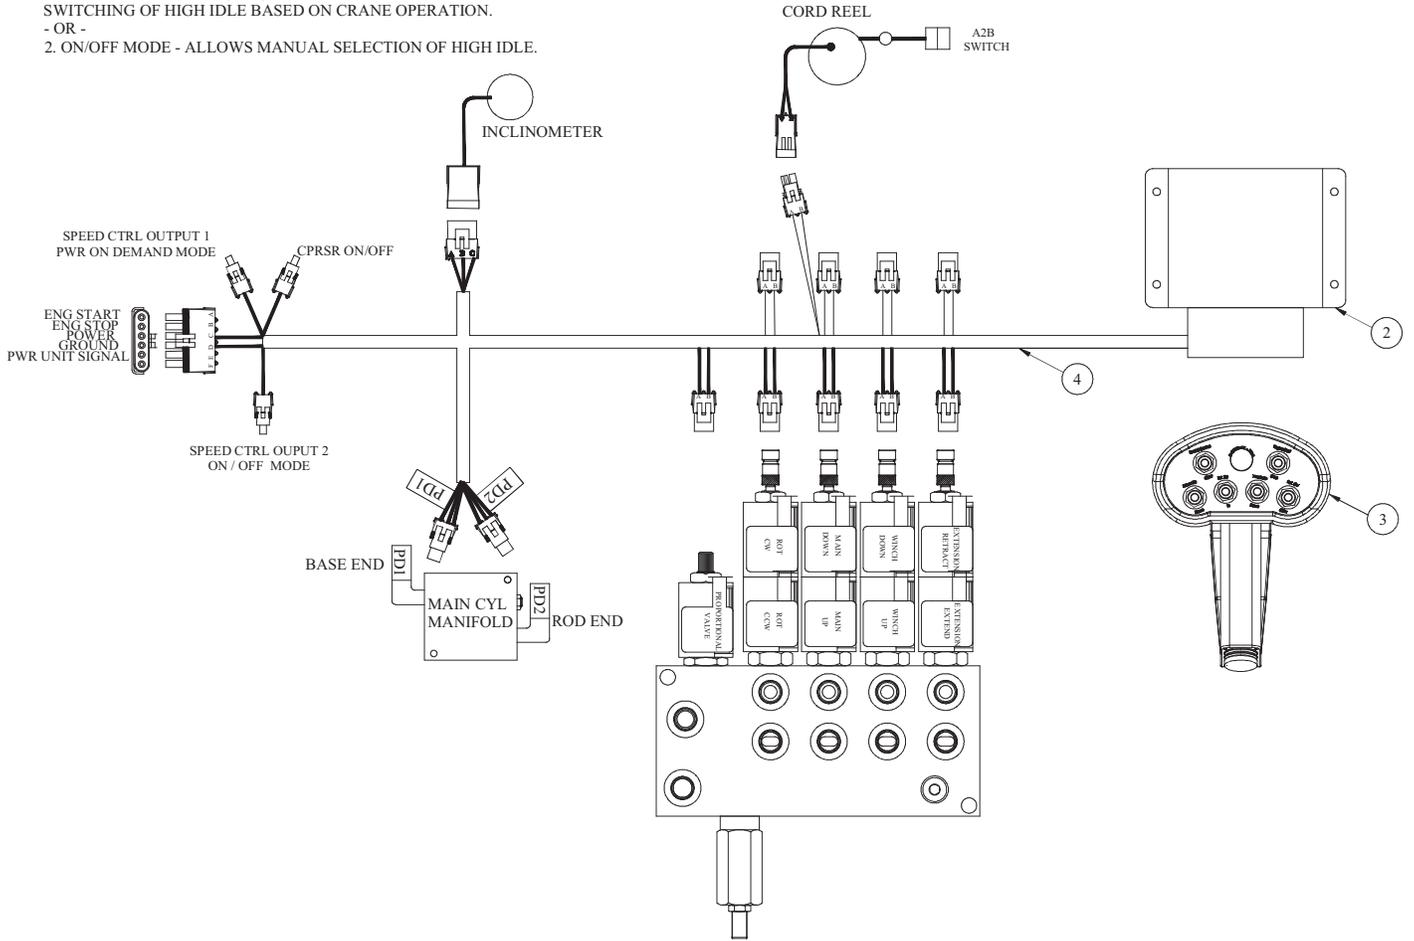 SWITCHING OF HIGH IDLE BASED ON CRANE OPERATION.
- OR -
2. ON/OFF MODE - ALLOWS MANUAL SELECTION OF HIGH IDLE.
CORD REEL
A2B
SWITCH
INCLINOMETER
SPEED CTRL OUTPUT 1
PWR ON DEMAND MODE
CPRSR ON/OFF
ENG START
ENG STOP
POWER
GROUND
PWR UNIT SIGNAL
A
B
C
D
E
F
A B C
A B
A B
A B
A B
A B
2
4
A B
A B
A B
A B
A B
SPEED CTRL OUPUT 2
ON / OFF MODE
PD1
PD2
3
BASE END
PD1
MAIN CYL
MANIFOLD
PD2
ROD END
PROPORTIONAL
VALVE
ROT
CW
MAIN
DOWN
WINCH
DOWN
EXTENSION
RETRACT
ROT
CCW
MAIN
UP
WINCH
UP
EXTENSION
EXTEND